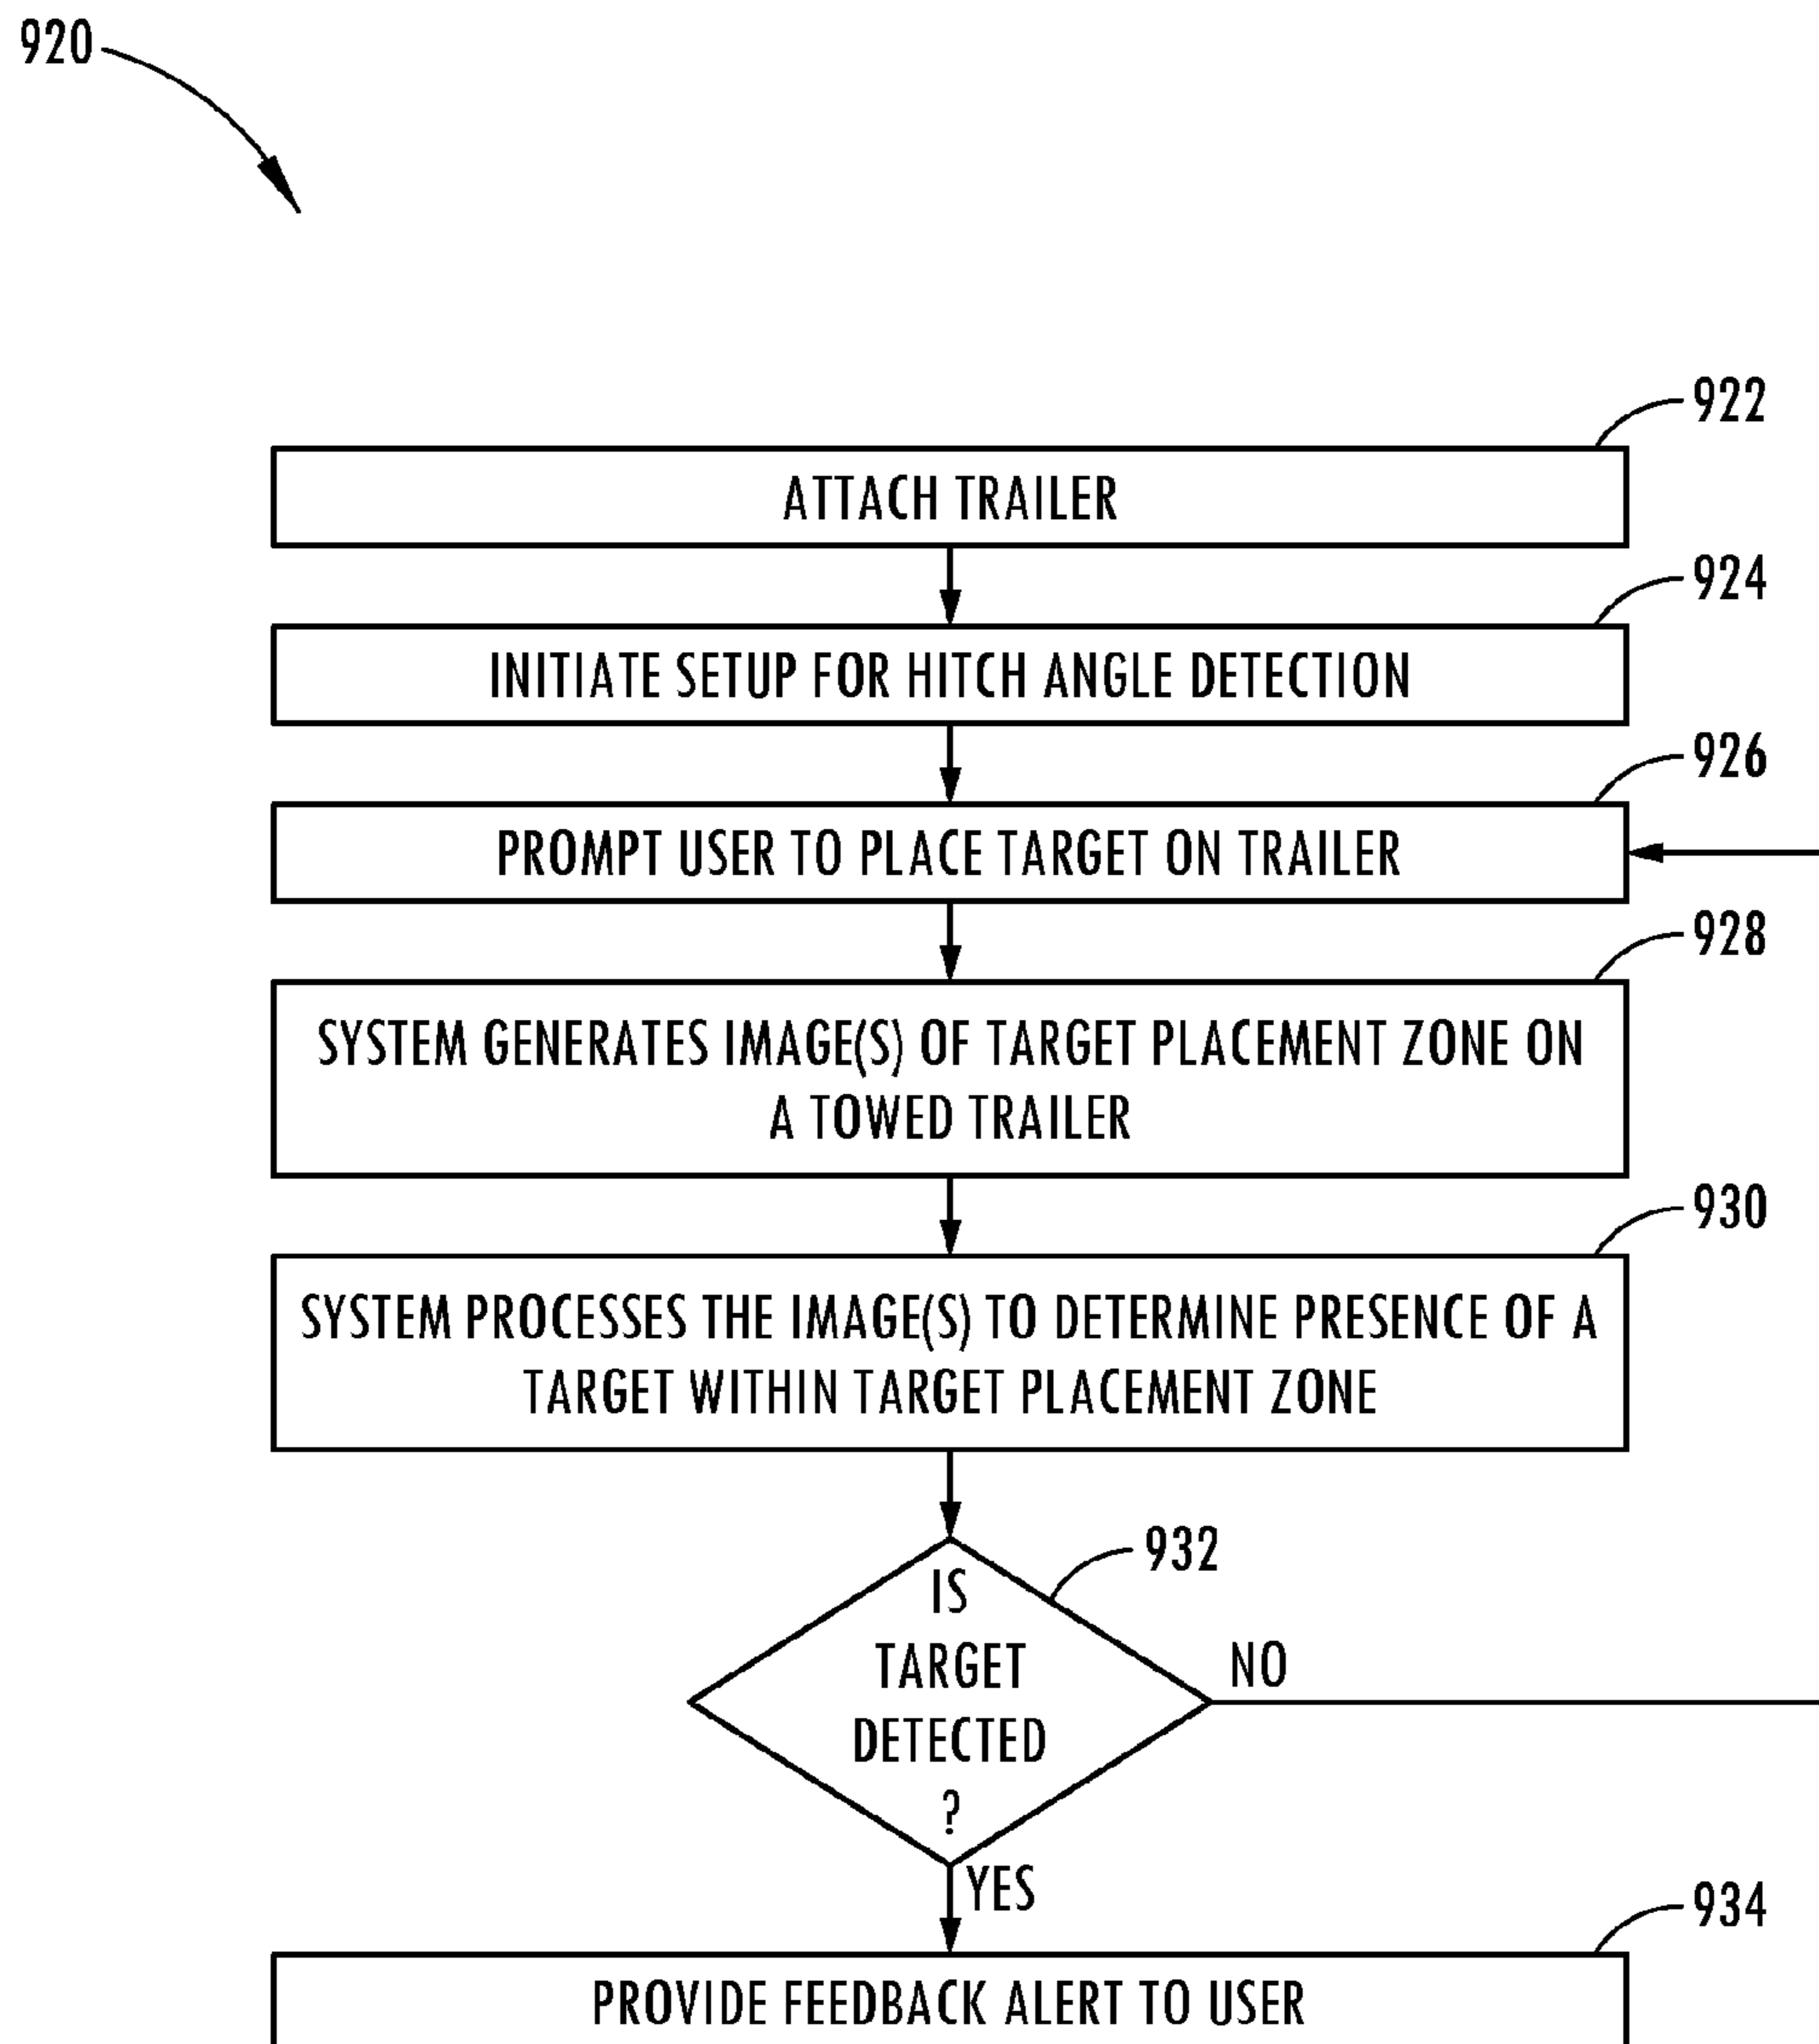 920
922
ATTACH TRAILER
924
INITIATE SETUP FOR HITCH ANGLE DETECTION
926
PROMPT USER TO PLACE TARGET ON TRAILER
928
SYSTEM GENERATES IMAGE(S) OF TARGET PLACEMENT ZONE ON
A TOWED TRAILER
930
SYSTEM PROCESSES THE IMAGE(S) TO DETERMINE PRESENCE OF A
TARGET WITHIN TARGET PLACEMENT ZONE
932
IS
TARGET
DETECTED
?
NO
YES
934
PROVIDE FEEDBACK ALERT TO USER